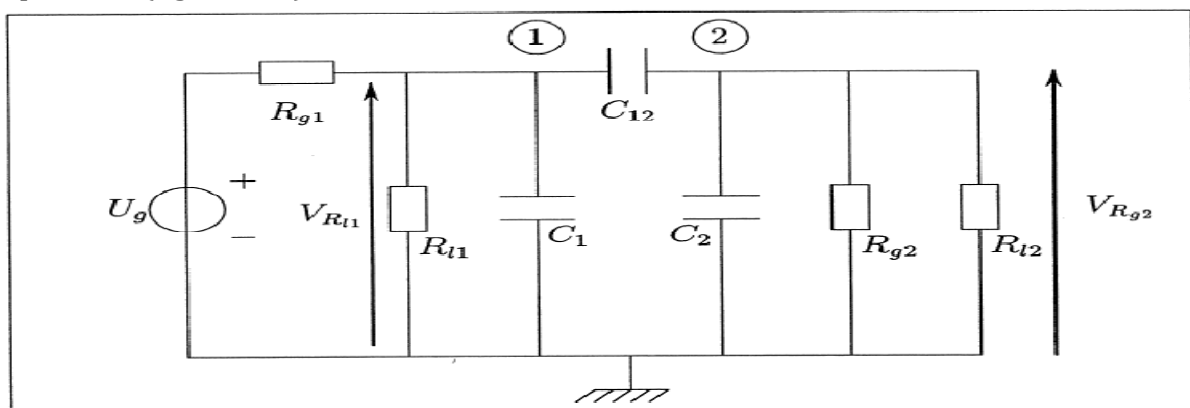 1 2
R_{g1}
C_{12}
U_g
+
−
V_{R_{l1}}
R_{l1}
C_1
C_2
R_{g2}
R_{l2}
V_{R_{g2}}